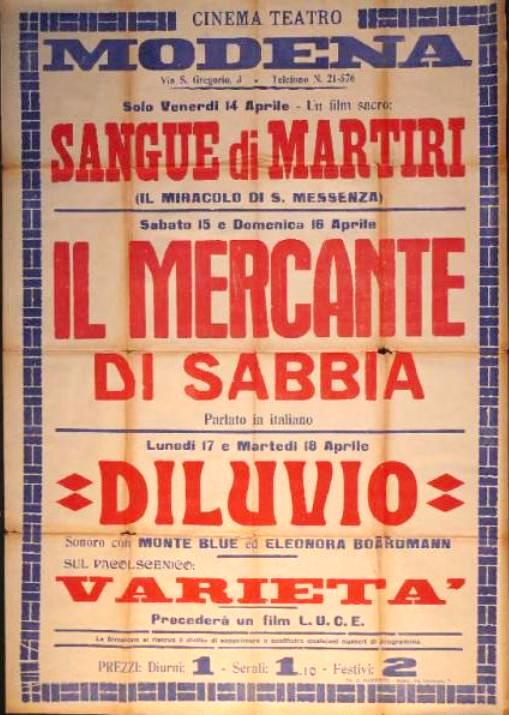 CINEMA TEATRO
MODENA
Via S. Gregorio, 3 - Telefono N. 21-576
Solo Venerdì 14 Aprile - Un film sacro:
SANGUE di MARTIRI
(IL MIRACOLO DI S. MESSENZA)
Sabato 15 e Domenica 16 Aprile
IL MERCANTE
DI SABBIA
Parlato in italiano
Lunedì 17 e Martedì 18 Aprile
DILUVIO
Sonoro con MONTE BLUE ed ELEONORA BOARDMANN
SUL PACOLSCENICO:
VARIETA'
Precederà un film L.U.C.E.
La Direzione si riserva il diritto di sospendere o sostituire qualsiasi numero di programma
PREZZI: Diurni: 1 - Serali: 1.10 - Festivi: 2